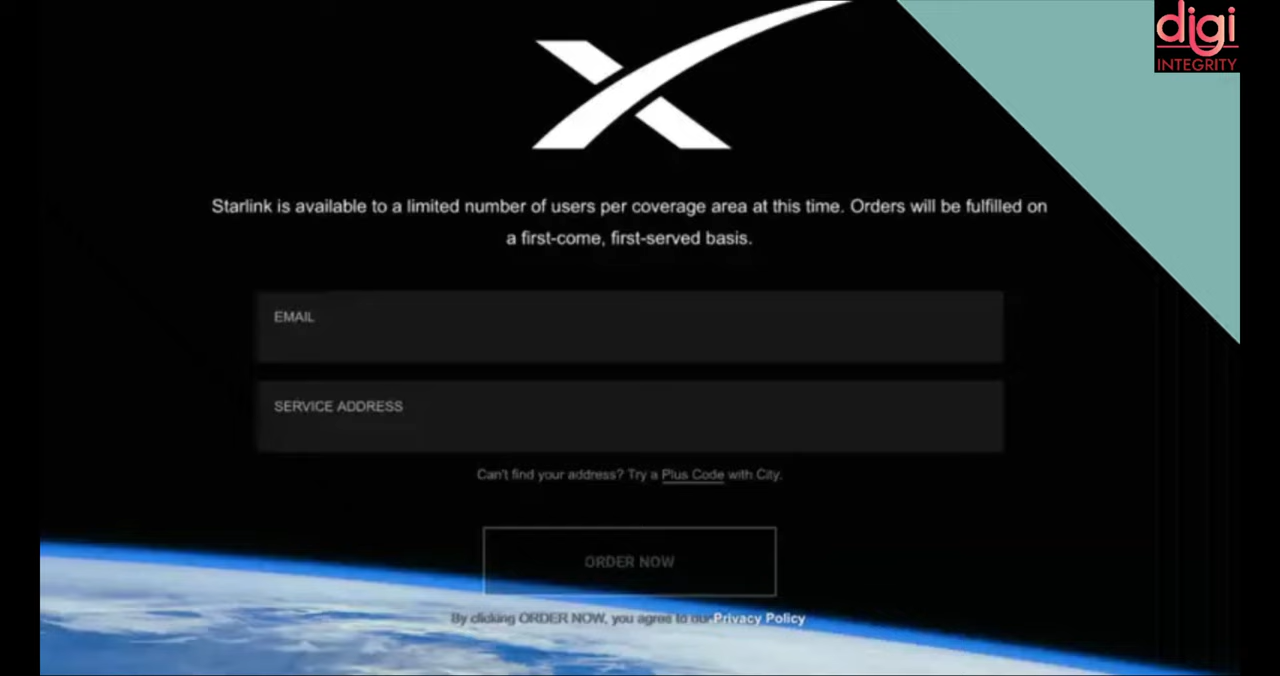 digi
INTEGRITY
Starlink is available to a limited number of users per coverage area at this time. Orders will be fulfilled on
a first-come, first-served basis.
EMAIL
SERVICE ADDRESS
Can't find your address? Try a Plus Code with City.
ORDER NOW
By clicking ORDER NOW, you agree to our Privacy Policy